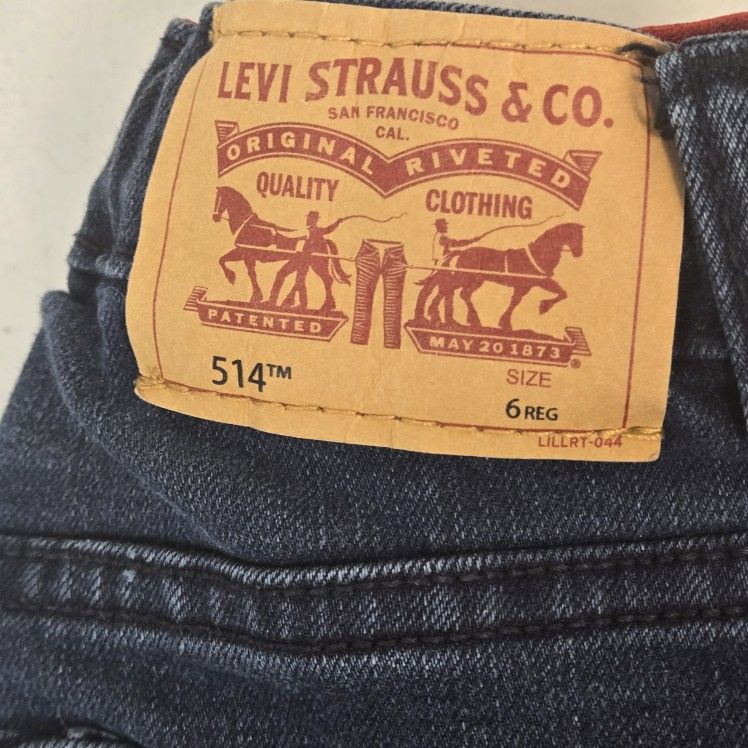 LEVI STRAUSS & CO.
SAN FRANCISCO
CAL.
ORIGINAL RIVETED
QUALITY CLOTHING
PATENTED MAY 20 1873 ®
514™ SIZE
6 REG
LILLRT-044